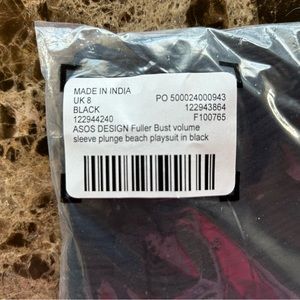 MADE IN INDIA
UK 8 PO 500024000943
BLACK 122943864
122944240 F100765
ASOS DESIGN Fuller Bust volume
sleeve plunge beach playsuit in black